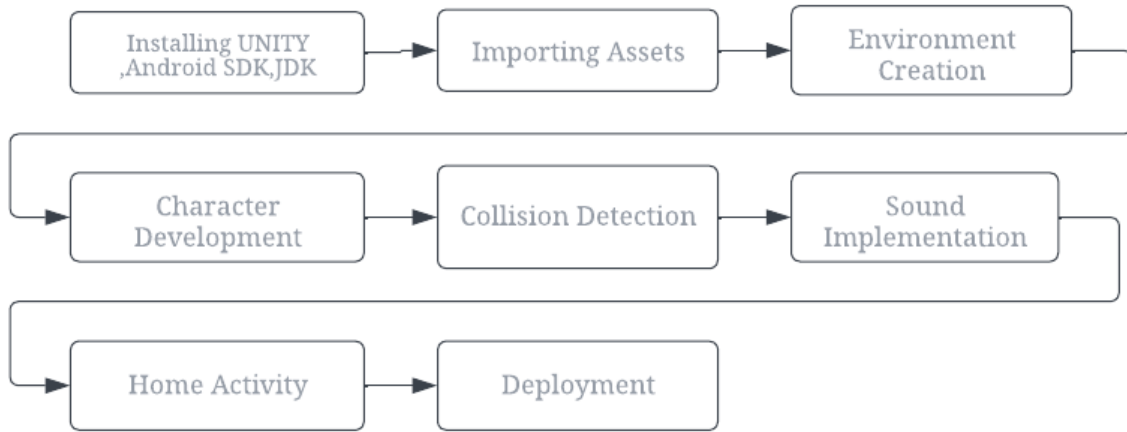 Installing UNITY
,Android SDK,JDK
Importing Assets
Environment
Creation
Character
Development
Collision Detection
Sound
Implementation
Home Activity
Deployment